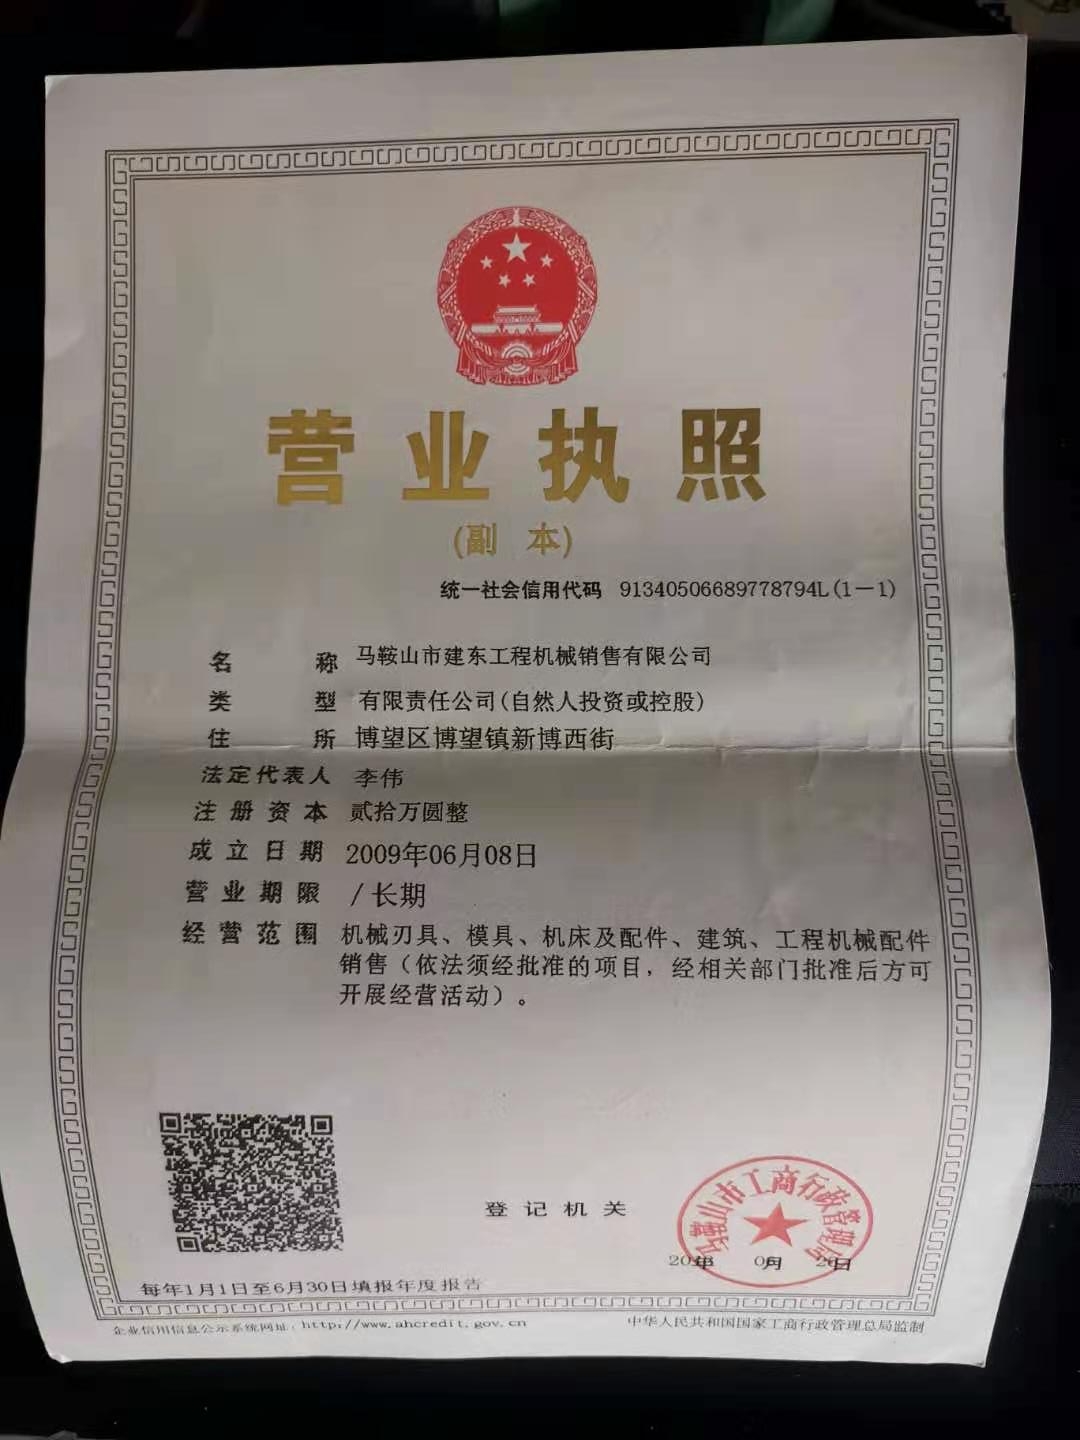 营业执照
(副 本)
统一社会信用代码 91340506689778794L(1-1)
名 称 马鞍山市建东工程机械销售有限公司
类 型 有限责任公司(自然人投资或控股)
住 所 博望区博望镇新博西街
法定代表人 李伟
注册资本 贰拾万圆整
成立日期 2009年06月08日
营业期限 /长期
经营范围 机械刃具、模具、机床及配件、建筑、工程机械配件
销售（依法须经批准的项目，经相关部门批准后方可
开展经营活动）。
马鞍山市工商行政管理局
登记机关
年 月 日
每年1月1日至6月30日填报年度报告
企业信用信息公示系统网址：http://www.ahcredit.gov.cn
中华人民共和国国家工商行政管理总局监制